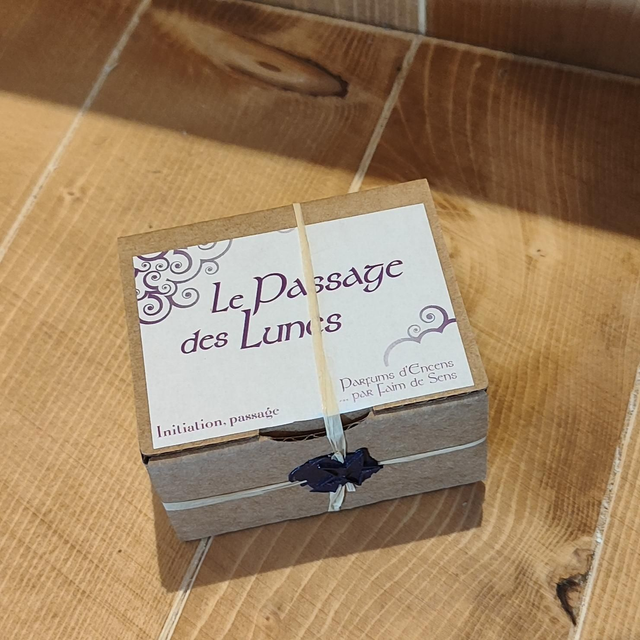 Le Passage
des Lunes
Parfums d'Encens
... par Faim de Sens
Initiation, passage